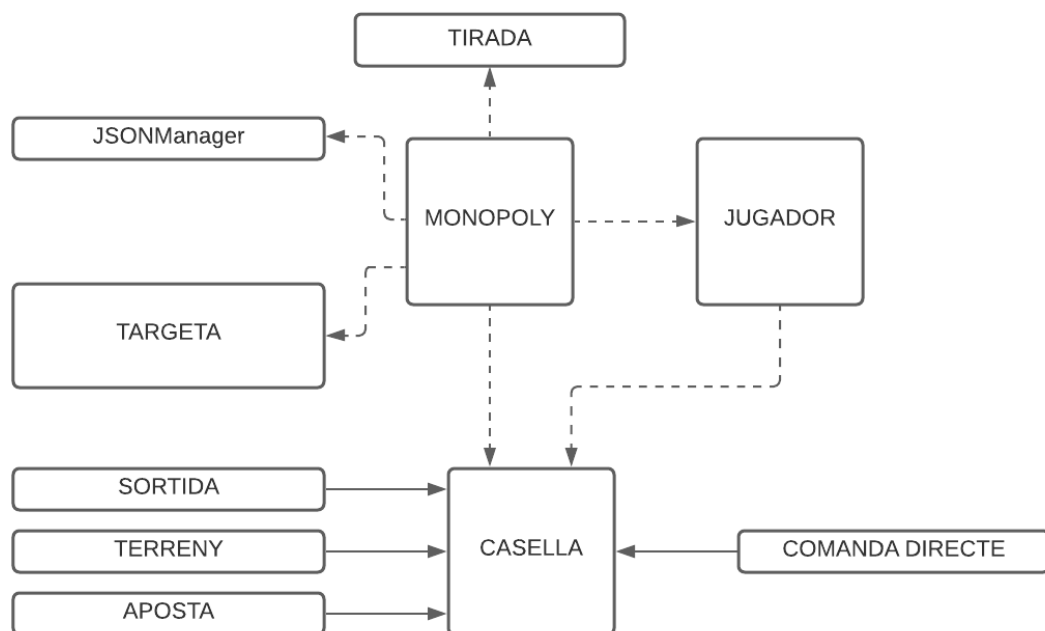 TIRADA
JSONManager
MONOPOLY
JUGADOR
TARGETA
SORTIDA
TERRENY
CASELLA
COMANDA DIRECTE
APOSTA